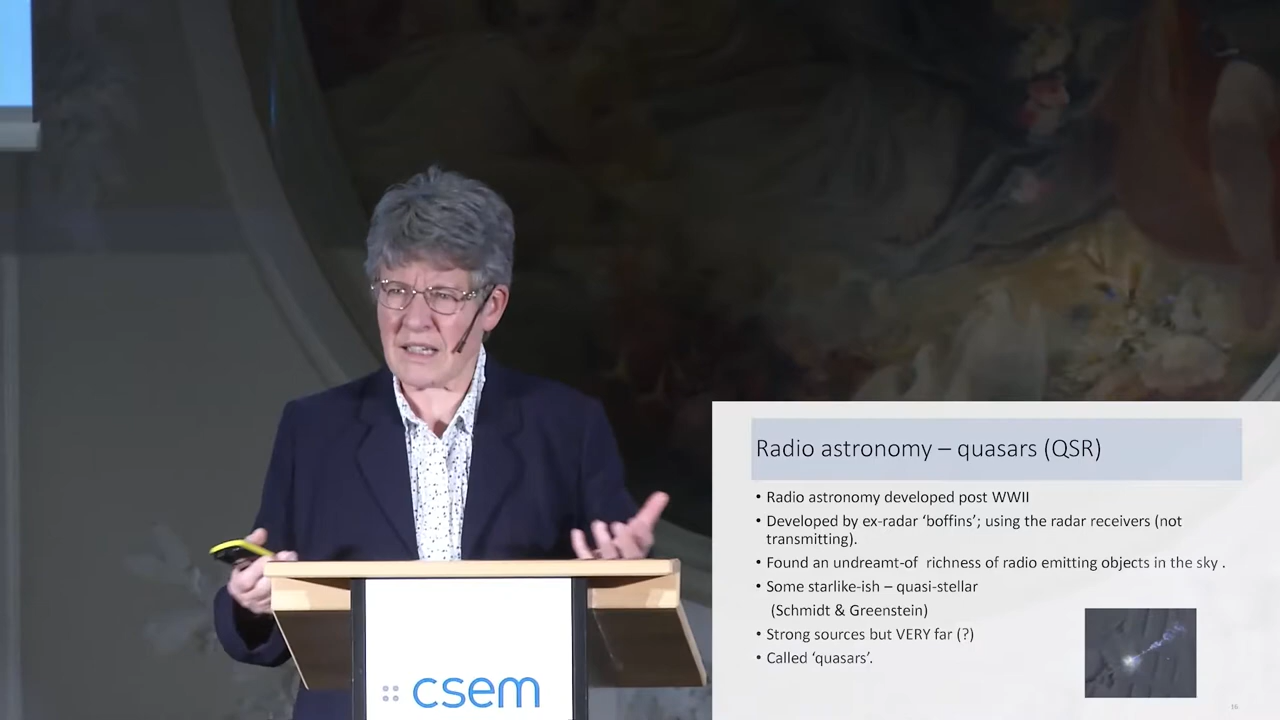 Radio astronomy – quasars (QSR)
• Radio astronomy developed post WWII
• Developed by ex-radar ‘boffins’; using the radar receivers (not
transmitting).
• Found an undreamt-of  richness of radio emitting objects in the sky .
• Some starlike-ish – quasi-stellar
(Schmidt & Greenstein)
• Strong sources but VERY far (?)
• Called ‘quasars’.
16
csem